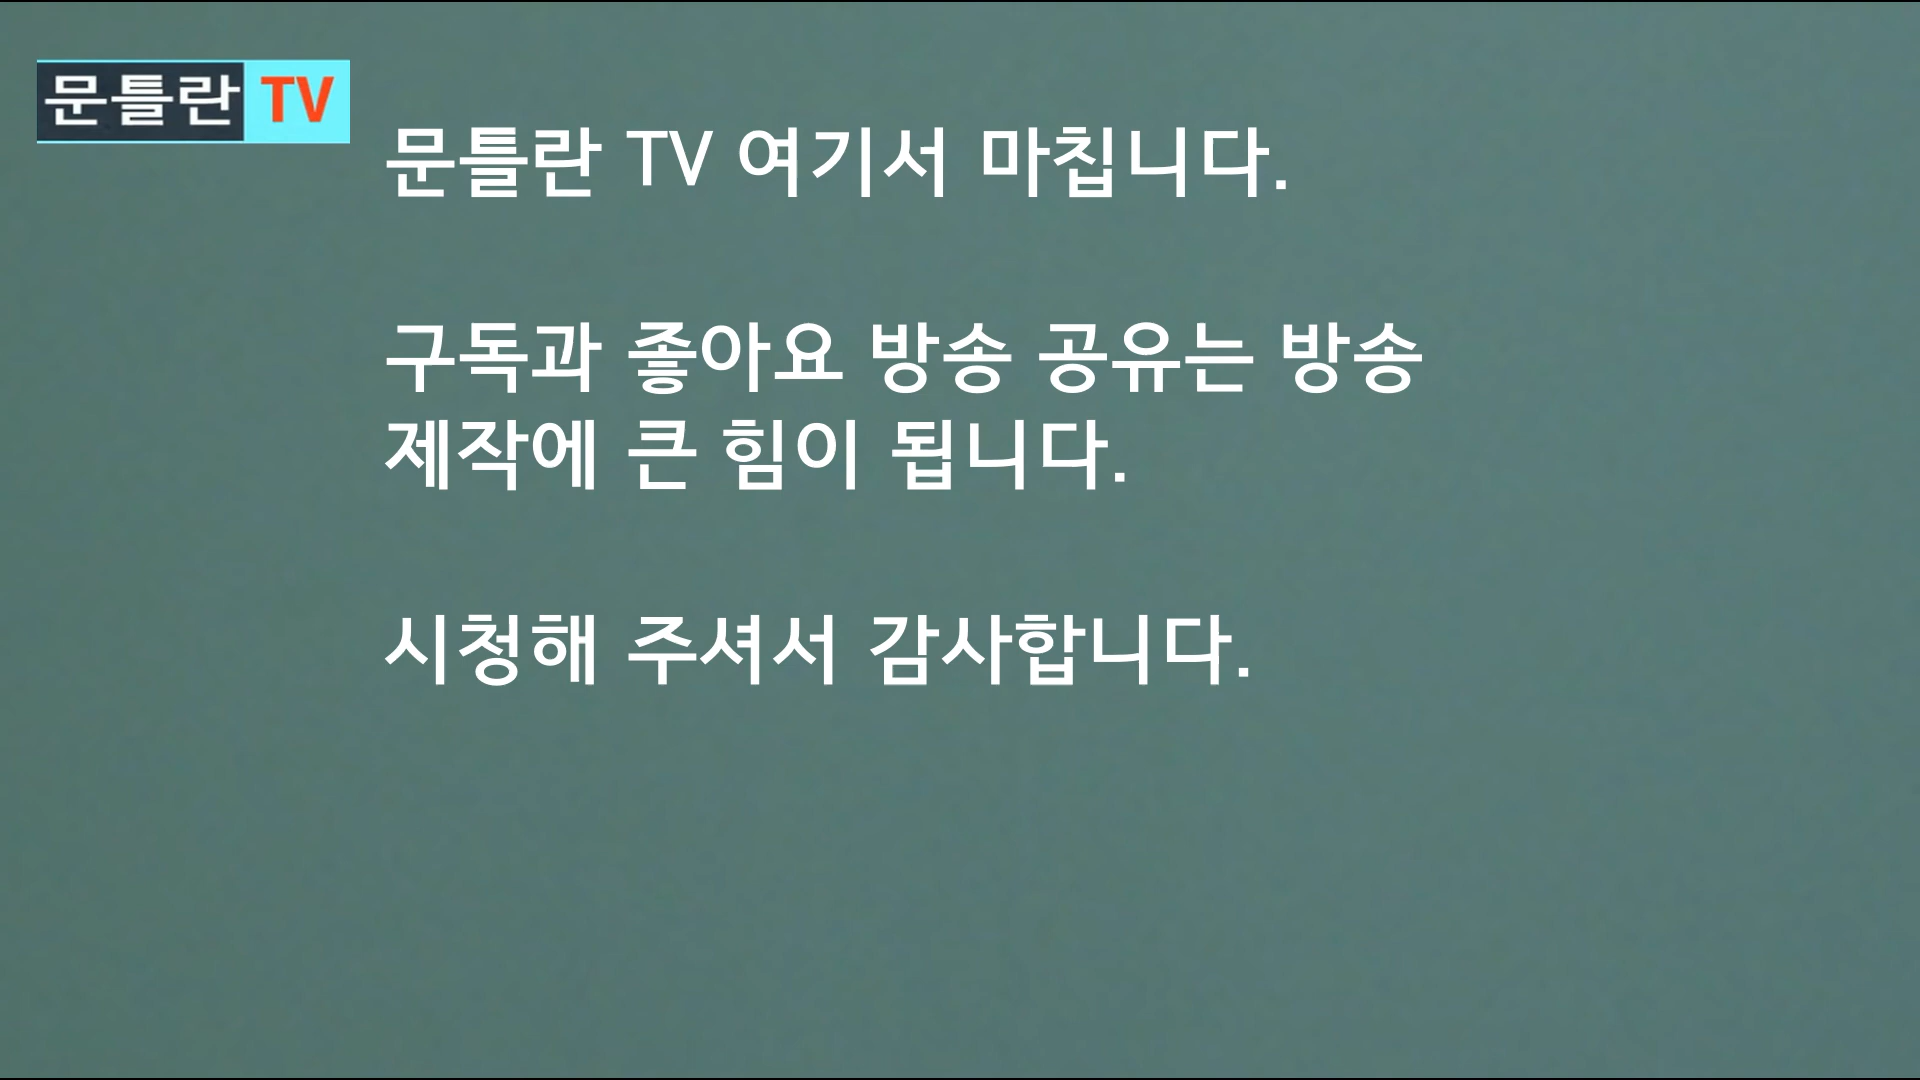 문틀란 TV
문틀란 TV 여기서 마칩니다.
구독과 좋아요 방송 공유는 방송
제작에 큰 힘이 됩니다.
시청해 주셔서 감사합니다.